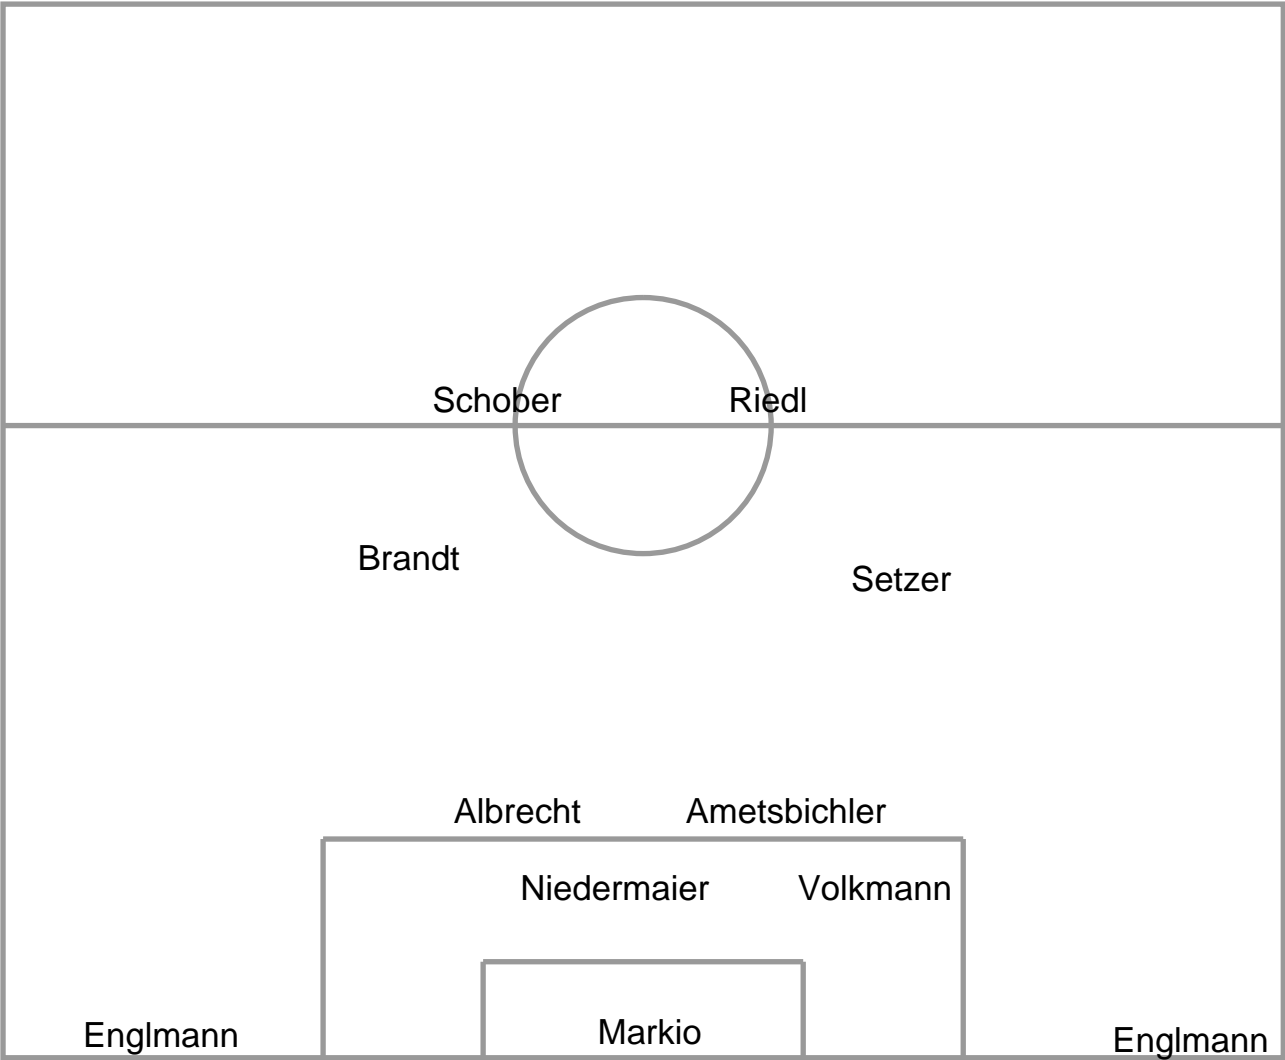 Schober Riedl
Brandt
Setzer
Albrecht Ametsbichler
Niedermaier Volkmann
Englmann Markio Englmann